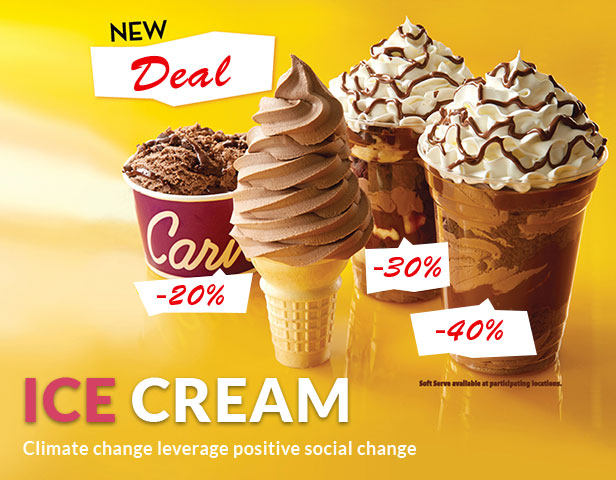 NEW
Deal
-20%
-30%
-40%
Soft Serve available at participating locations.
ICE CREAM
Climate change leverage positive social change